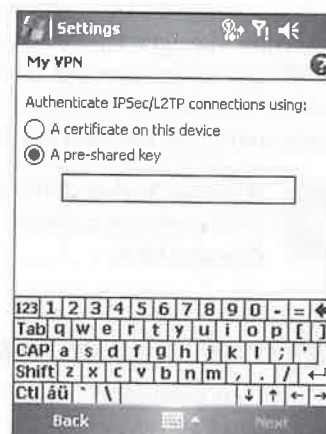 Settings
My VPN
Authenticate IPSec/L2TP connections using:
A certificate on this device
A pre-shared key
123 1 2 3 4 5 6 7 8 9 0 - =
Tab q w e r t y u i o p [ ]
CAP a s d f g h j k l ; '
Shift z x c v b n m , . /
Ctl áü ` \
Back Next